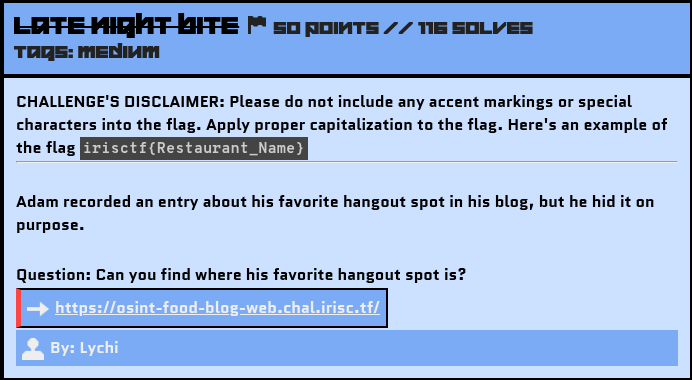 Late Night Bite 50 points // 116 solves
Tags: medium
CHALLENGE'S DISCLAIMER: Please do not include any accent markings or special
characters into the flag. Apply proper capitalization to the flag. Here's an example of
the flag irisctf{Restaurant_Name}
Adam recorded an entry about his favorite hangout spot in his blog, but he hid it on
purpose.
Question: Can you find where his favorite hangout spot is?
https://osint-food-blog-web.chal.irisc.tf/
By: Lychi